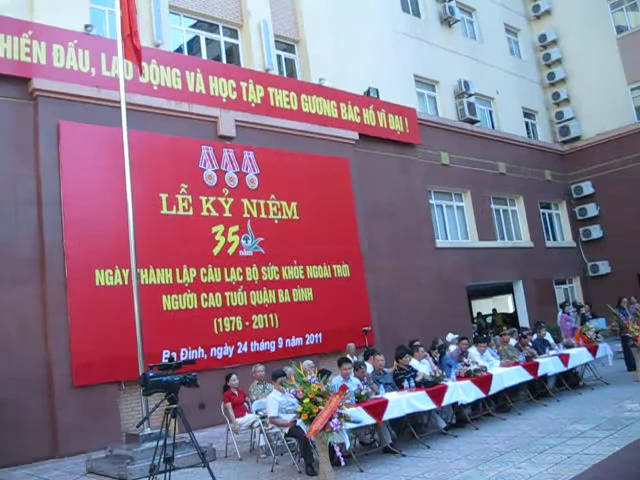 CHIẾN ĐẤU, LAO ĐỘNG VÀ HỌC TẬP THEO GƯƠNG BÁC HỒ VĨ ĐẠI !
LỄ KỶ NIỆM
35
năm
NGÀY THÀNH LẬP CÂU LẠC BỘ SỨC KHỎE NGOÀI TRỜI
NGƯỜI CAO TUỔI QUẬN BA ĐÌNH
(1976 - 2011)
Ba Đình, ngày 24 tháng 9 năm 2011